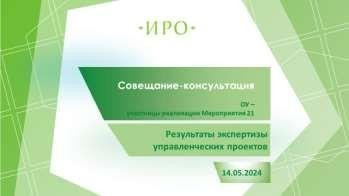 •ИРО•
Совещание-консультация
ОУ –
участницы реализации Мероприятия 21
Результаты экспертизы
управленческих проектов
14.05.2024